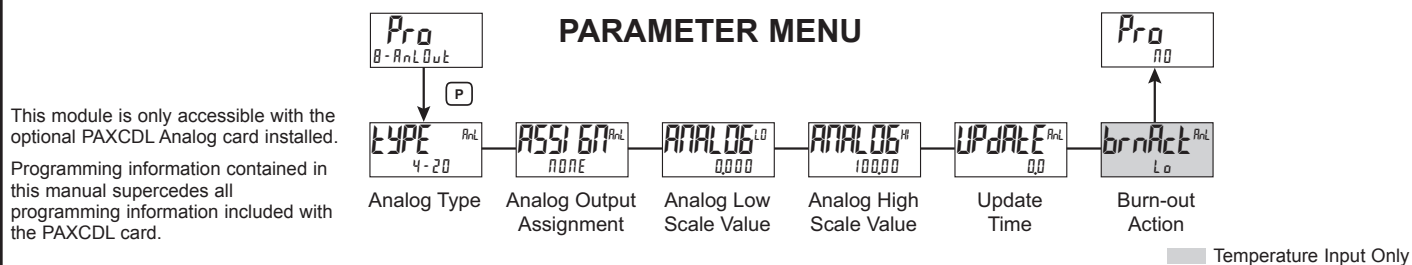 PARAMETER MENU
Pro
8-AnLOut
Pro
NO
P
This module is only accessible with the
optional PAXCDL Analog card installed.
Programming information contained in
this manual supercedes all
programming information included with
the PAXCDL card.
tYPE AnL
4-20
ASSIGN AnL
NONE
ANALOG LO
0.000
ANALOG HI
100.00
UPdAtE AnL
0.0
brnAct AnL
Lo
Analog Type
Analog Output
Assignment
Analog Low
Scale Value
Analog High
Scale Value
Update
Time
Burn-out
Action
Temperature Input Only